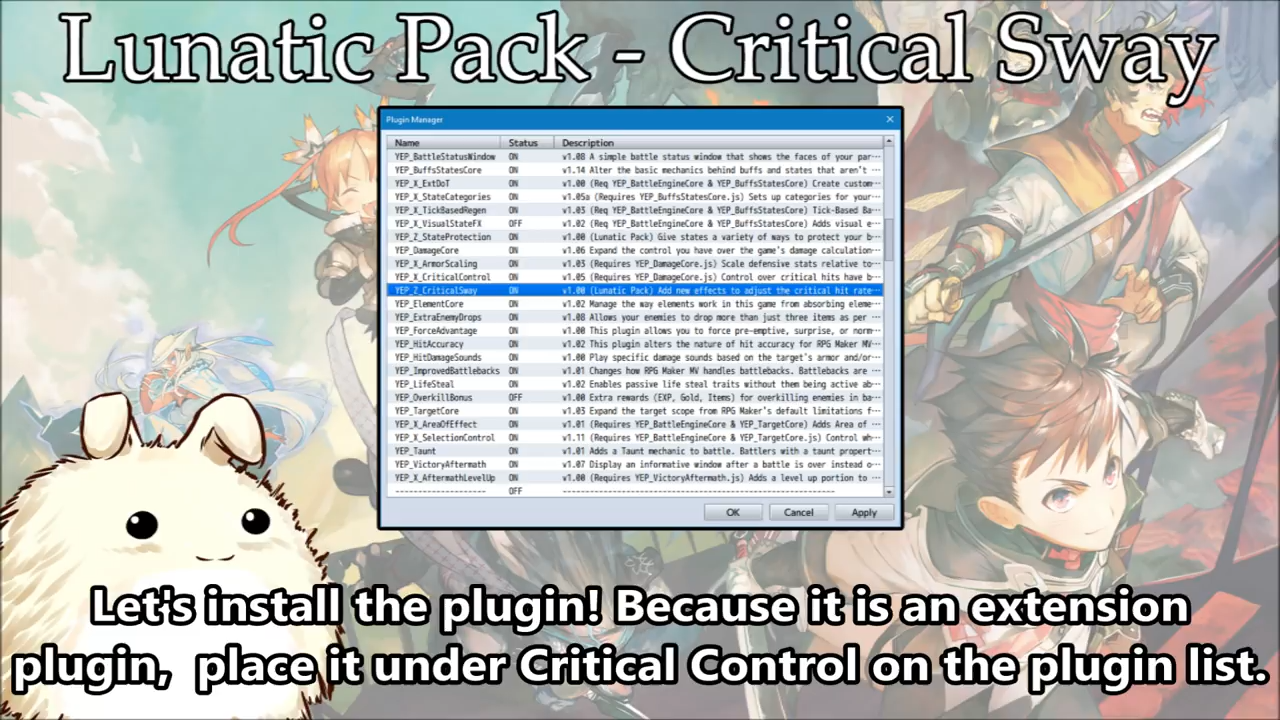 Lunatic Pack - Critical Sway
Plugin Manager
Name Status Description
YEP_BattleStatusWindow ON v1.08 A simple battle status window that shows the faces of your par···
YEP_BuffsStatesCore ON v1.14 Alter the basic mechanics behind buffs and states that aren't ···
YEP_X_ExtDoT ON v1.00 (Req YEP_BattleEngineCore & YEP_BuffsStatesCore) Create custom···
YEP_X_StateCategories ON v1.05a (Requires YEP_BuffsStatesCore.js) Sets up categories for your···
YEP_X_TickBasedRegen ON v1.03 (Req YEP_BattleEngineCore & YEP_BuffsStatesCore) Tick-Based Ba···
YEP_X_VisualStateFX OFF v1.02 (Req YEP_BattleEngineCore & YEP_BuffsStatesCore) Adds visual e···
YEP_Z_StateProtection ON v1.00 (Lunatic Pack) Give states a variety of ways to protect your b···
YEP_DamageCore ON v1.06 Expand the control you have over the game's damage calculation···
YEP_X_ArmorScaling ON v1.03 (Requires YEP_DamageCore.js) Scale defensive stats relative to···
YEP_X_CriticalControl ON v1.05 (Requires YEP_DamageCore.js) Control over critical hits have b···
YEP_Z_CriticalSway ON v1.00 (Lunatic Pack) Add new effects to adjust the critical hit rate···
YEP_ElementCore ON v1.02 Manage the way elements work in this game from absorbing eleme···
YEP_ExtraEnemyDrops ON v1.08 Allows your enemies to drop more than just three items as per ···
YEP_ForceAdvantage ON v1.00 This plugin allows you to force pre-emptive, surprise, or norm···
YEP_HitAccuracy ON v1.02 This plugin alters the nature of hit accuracy for RPG Maker MV···
YEP_HitDamageSounds ON v1.00 Play specific damage sounds based on the target's armor and/or···
YEP_ImprovedBattlebacks ON v1.01 Changes how RPG Maker MV handles battlebacks. Battlebacks are ···
YEP_LifeSteal ON v1.02 Enables passive life steal traits without them being active ab···
YEP_OverkillBonus OFF v1.00 Extra rewards (EXP, Gold, Items) for overkilling enemies in ba···
YEP_TargetCore ON v1.03 Expand the target scope from RPG Maker's default limitations f···
YEP_X_AreaOfEffect ON v1.01 (Requires YEP_BattleEngineCore & YEP_TargetCore) Adds Area of ···
YEP_X_SelectionControl ON v1.11 (Requires YEP_BattleEngineCore & YEP_TargetCore.js) Control wh···
YEP_Taunt ON v1.01 Adds a Taunt mechanic to battle. Battlers with a taunt propert···
YEP_VictoryAftermath ON v1.07 Display an informative window after a battle is over instead o···
YEP_X_AftermathLevelUp ON v1.00 (Requires YEP_VictoryAftermath.js) Adds a level up portion to ···
-------------------- OFF ------------------------------------------------------------
OK Cancel Apply
Let's install the plugin! Because it is an extension
plugin, place it under Critical Control on the plugin list.